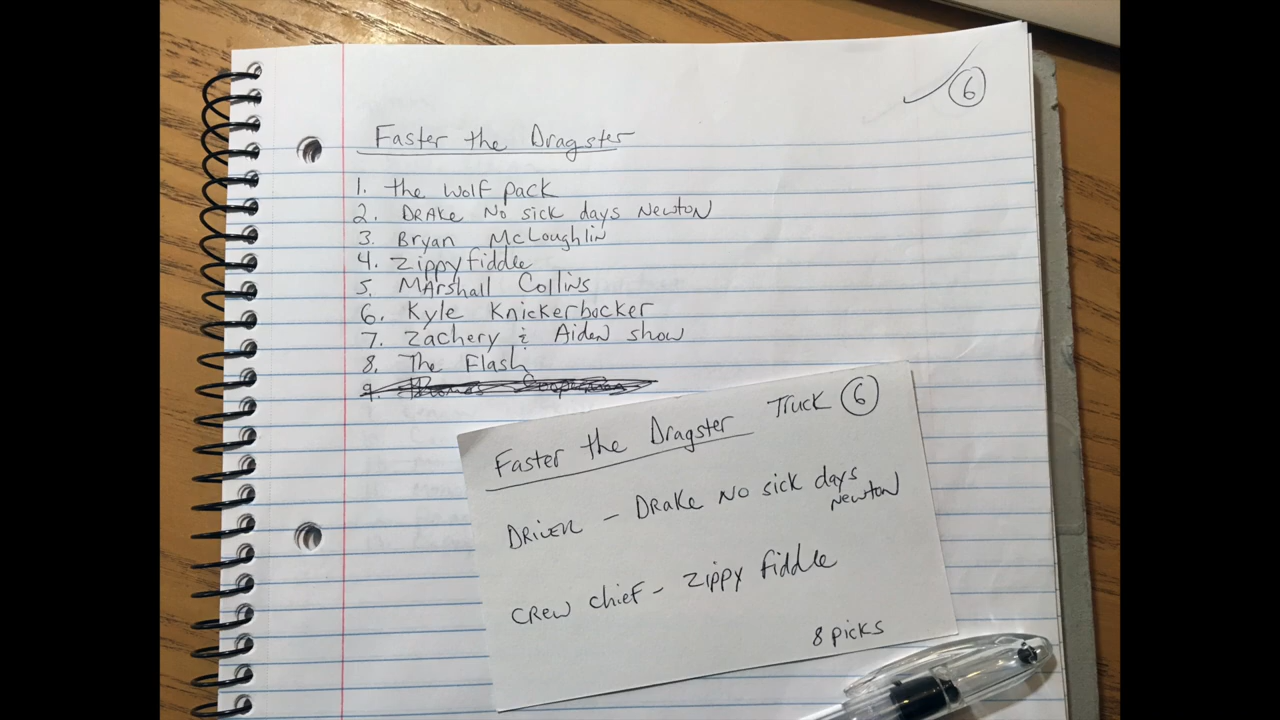 6
Faster the Dragster
1. the wolf pack
2. DRAKe No sick days Newton
3. Bryan McLoughlin
4. Zippyfiddle
5. MArshall Collins
6. Kyle Knickerbocker
7. Zachery & Aiden show
8. The Flash
9. Thomas
Faster the Dragster Truck 6
DRiveR - DRAke No sick days
Newton
CRew chief - Zippy fiddle
8 picks